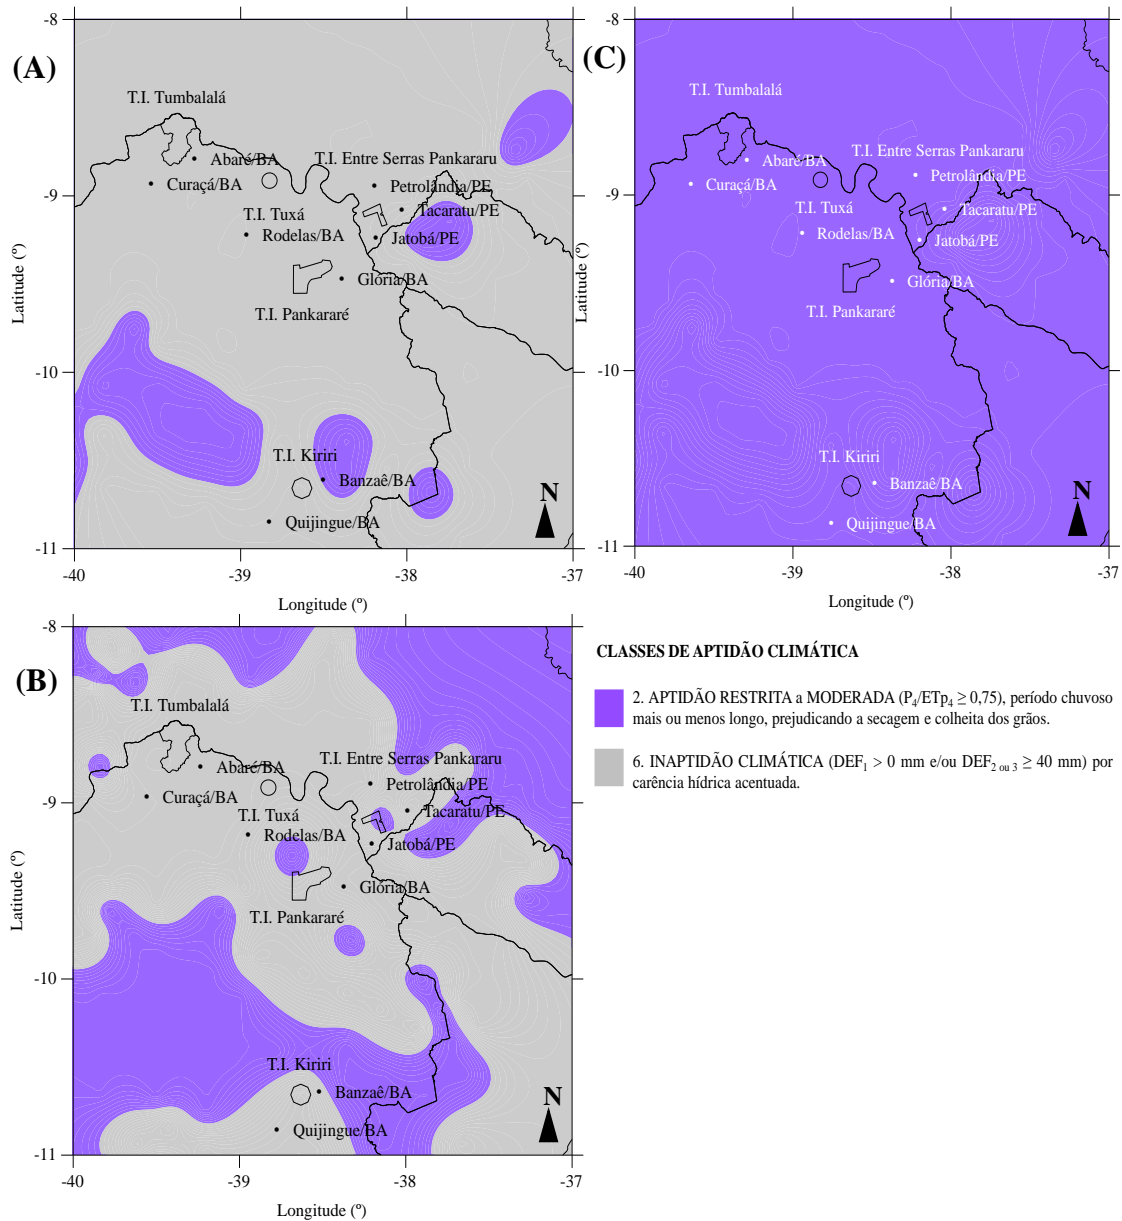 (A)
-8
T.I. Tumbalalá
Abaré/BA
Curaçá/BA
T.I. Entre Serras Pankararu
Petrolândia/PE
-9
T.I. Tuxá
Tacaratu/PE
Rodelas/BA
Jatobá/PE
Glória/BA
T.I. Pankararé
-10
T.I. Kiriri
Banzaê/BA
Quijingue/BA
N
-11
-40
-39
-38
-37
Longitude (º)
Latitude (º)
(C)
-8
T.I. Tumbalalá
Abaré/BA
T.I. Entre Serras Pankararu
Curaçá/BA
Petrolândia/PE
-9
T.I. Tuxá
Tacaratu/PE
Rodelas/BA
Jatobá/PE
Glória/BA
T.I. Pankararé
-10
T.I. Kiriri
Banzaê/BA
Quijingue/BA
N
-11
-40
-39
-38
-37
Longitude (º)
Latitude (º)
(B)
-8
T.I. Tumbalalá
T.I. Entre Serras Pankararu
Abaré/BA
Petrolândia/PE
Curaçá/BA
-9
T.I. Tuxá
Tacaratu/PE
Rodelas/BA
Jatobá/PE
Glória/BA
T.I. Pankararé
-10
T.I. Kiriri
Banzaê/BA
Quijingue/BA
N
-11
-40
-39
-38
-37
Longitude (º)
Latitude (º)
CLASSES DE APTIDÃO CLIMÁTICA
2. APTIDÃO RESTRITA a MODERADA (P₄/ETp₄ ≥ 0,75), período chuvoso
mais ou menos longo, prejudicando a secagem e colheita dos grãos.
6. INAPTIDÃO CLIMÁTICA (DEF₁ > 0 mm e/ou DEF₂ ₒᵤ ₃ ≥ 40 mm) por
carência hídrica acentuada.